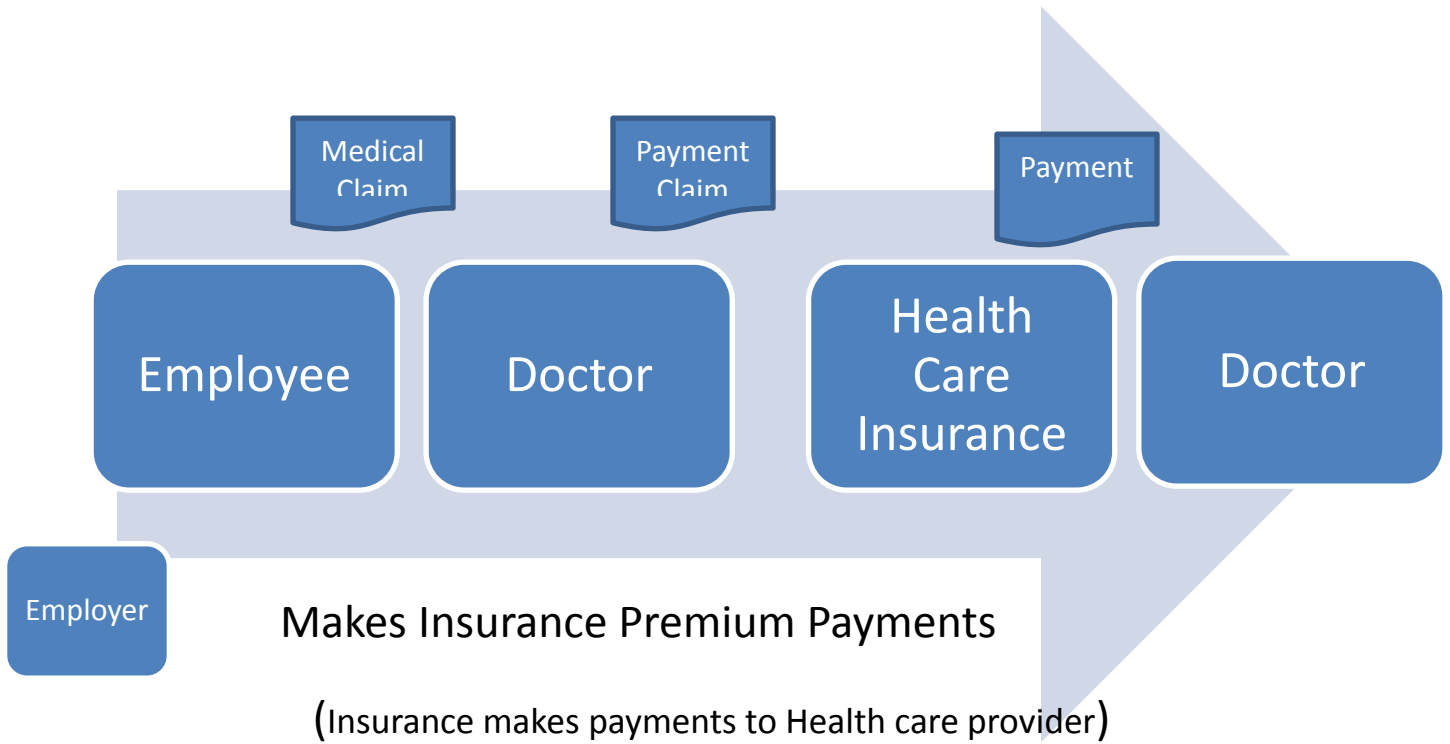 Medical
Claim
Payment
Claim
Payment
Employee
Doctor
Health
Care
Insurance
Doctor
Employer
Makes Insurance Premium Payments
(Insurance makes payments to Health care provider)